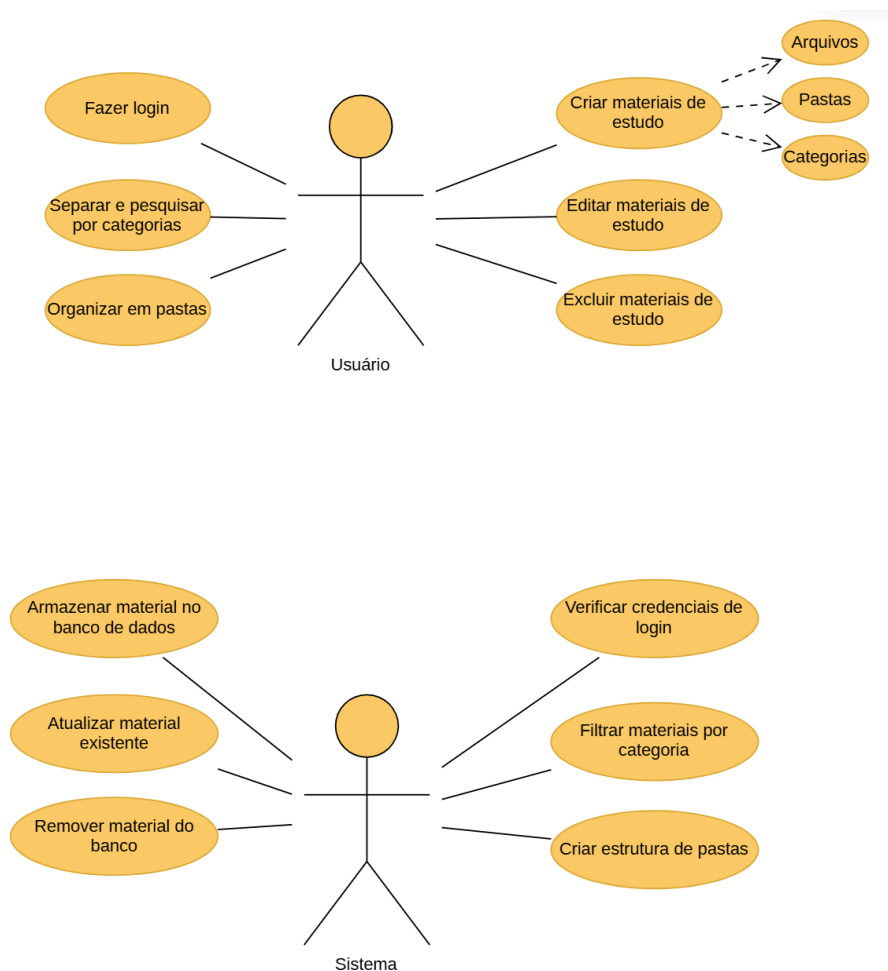 Fazer login
Separar e pesquisar
por categorias
Organizar em pastas
Usuário
Criar materiais de
estudo
Editar materiais de
estudo
Excluir materiais de
estudo
Arquivos
Pastas
Categorias
Armazenar material no
banco de dados
Atualizar material
existente
Remover material do
banco
Sistema
Verificar credenciais de
login
Filtrar materiais por
categoria
Criar estrutura de pastas